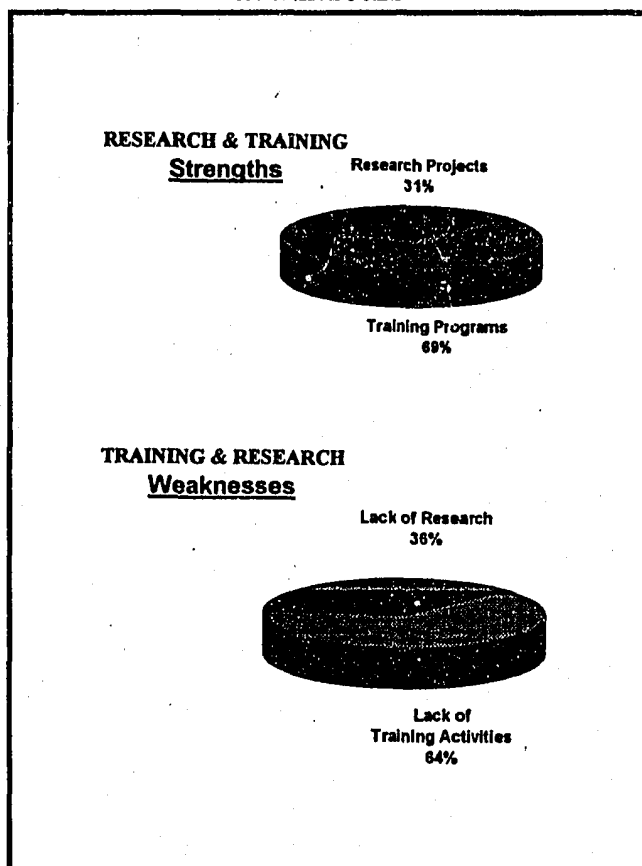 RESEARCH & TRAINING
Strengths
Research Projects
31%
Training Programs
69%
TRAINING & RESEARCH
Weaknesses
Lack of Research
36%
Lack of
Training Activities
64%